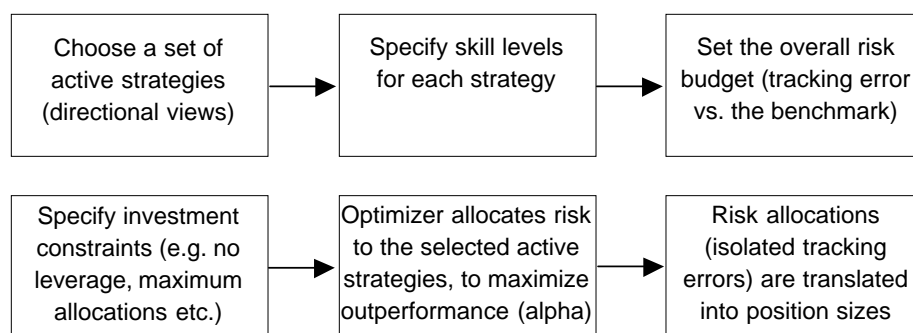 Choose a set of
active strategies
(directional views)
Specify skill levels
for each strategy
Set the overall risk
budget (tracking error
vs. the benchmark)
Specify investment
constraints (e.g. no
leverage, maximum
allocations etc.)
Optimizer allocates risk
to the selected active
strategies, to maximize
outperformance (alpha)
Risk allocations
(isolated tracking
errors) are translated
into position sizes